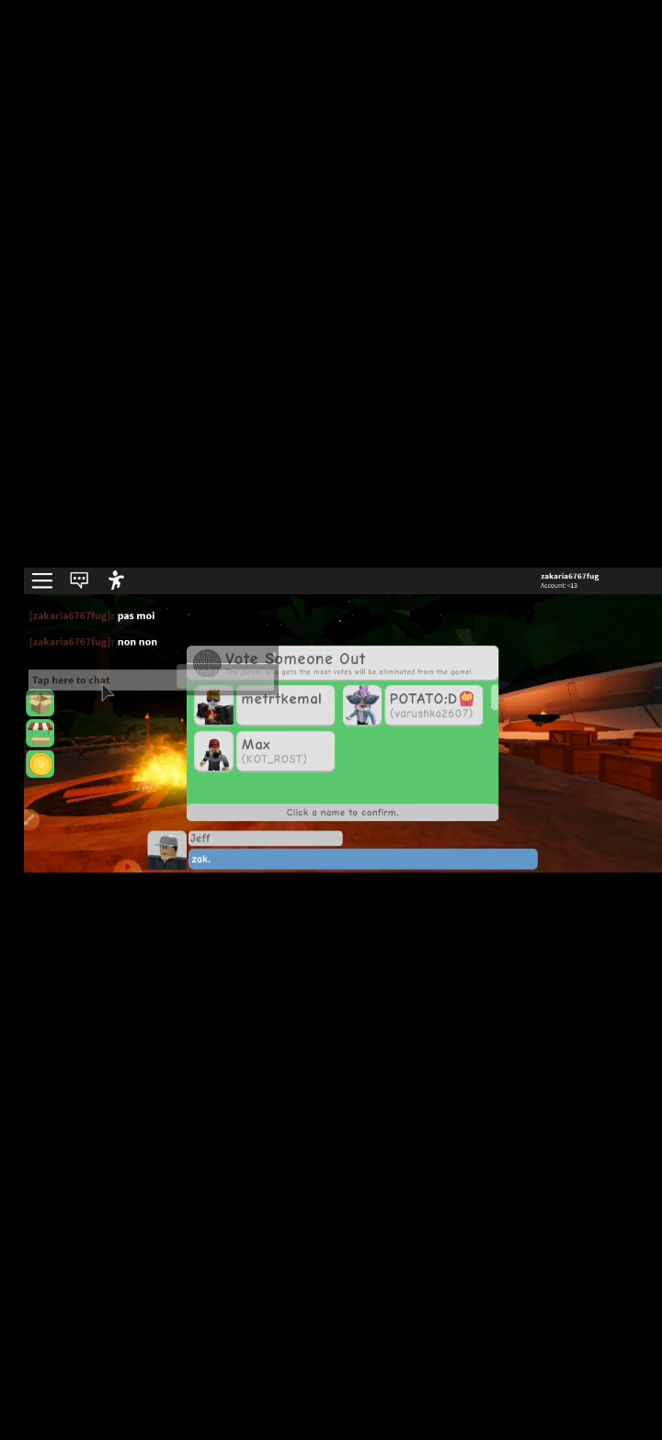 zakaria6767fug
Account: <13
[zakaria6767fug]: pas moi
[zakaria6767fug]: non non
Tap here to chat
Vote Someone Out
The player who gets the most votes will be eliminated from the game!
metrtkemal
POTATO:D🍟
(varushka2607)
Max
(KOT_ROST)
Click a name to confirm.
Jeff
zak.